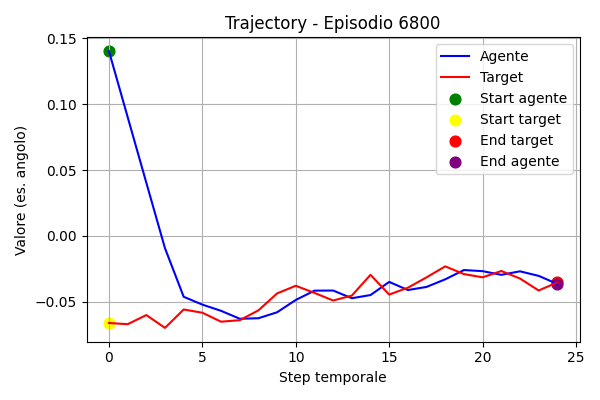 Trajectory - Episodio 6800
Valore (es. angolo)
0.15
0.10
0.05
0.00
−0.05
0
5
10
15
20
25
Step temporale
Agente
Target
Start agente
Start target
End target
End agente